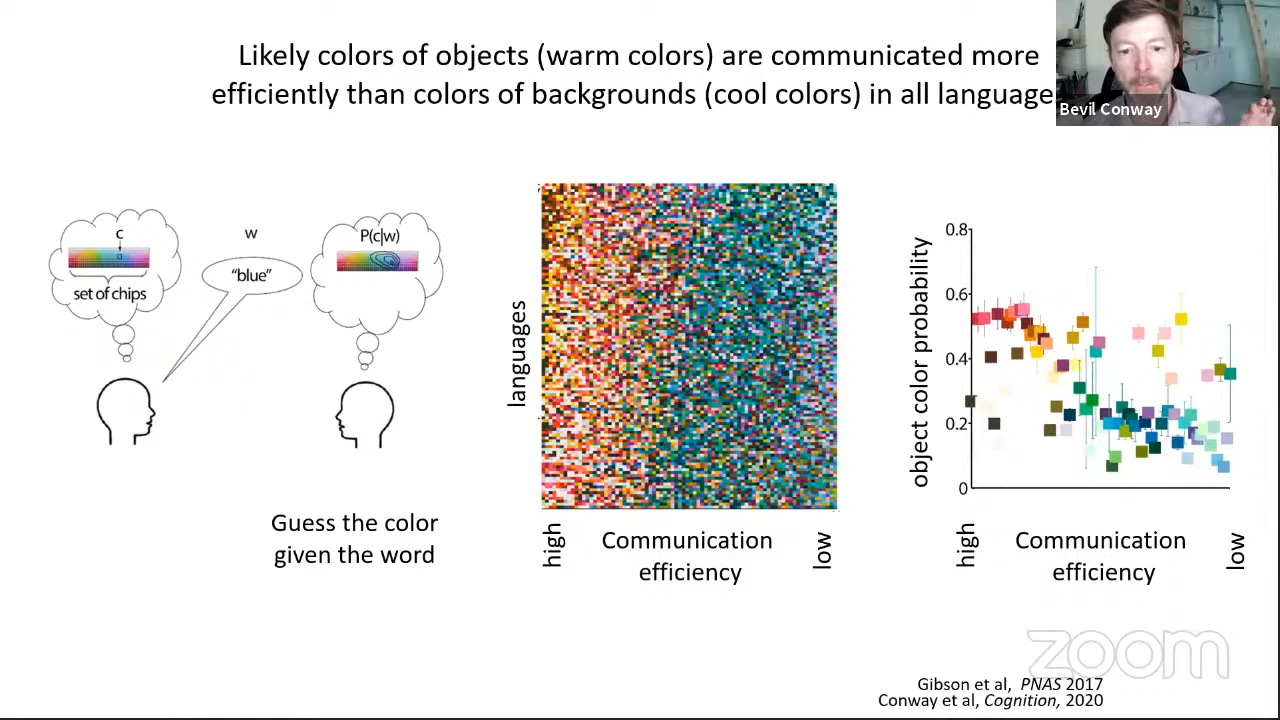 Likely colors of objects (warm colors) are communicated more
efficiently than colors of backgrounds (cool colors) in all language
Bevil Conway
c
set of chips
w
"blue"
P(c|w)
Guess the color
given the word
languages
high
Communication
efficiency
low
object color probability
0.8
0.6
0.4
0.2
0
high
Communication
efficiency
low
zoom
Gibson et al, PNAS 2017
Conway et al, Cognition, 2020